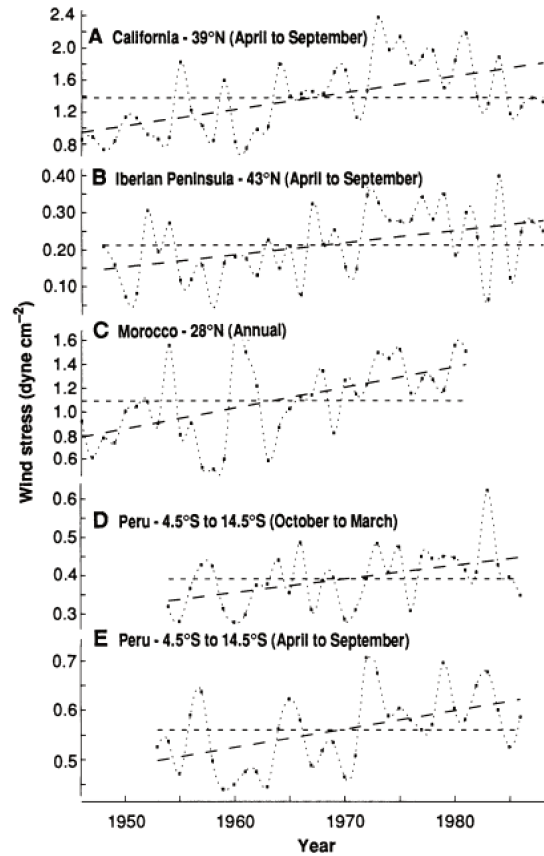 2.4
A California - 39°N (April to September)
2.0
1.6
1.2
0.8
0.40
B Iberian Peninsula - 43°N (April to September)
0.30
0.20
0.10
C Morocco - 28°N (Annual)
1.6
1.4
1.2
1.0
0.8
0.6
Wind stress (dyne cm⁻²)
0.6
D Peru - 4.5°S to 14.5°S (October to March)
0.5
0.4
0.3
E Peru - 4.5°S to 14.5°S (April to September)
0.7
0.6
0.5
1950 1960 1970 1980
Year